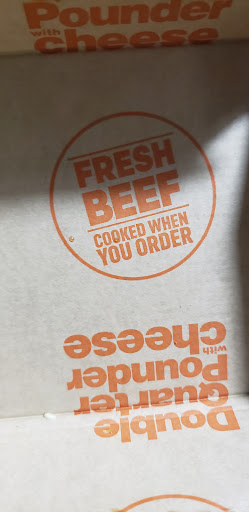 Pounder
with cheese
FRESH
BEEF
COOKED WHEN
YOU ORDER
Double
Quarter
Pounder
with
cheese